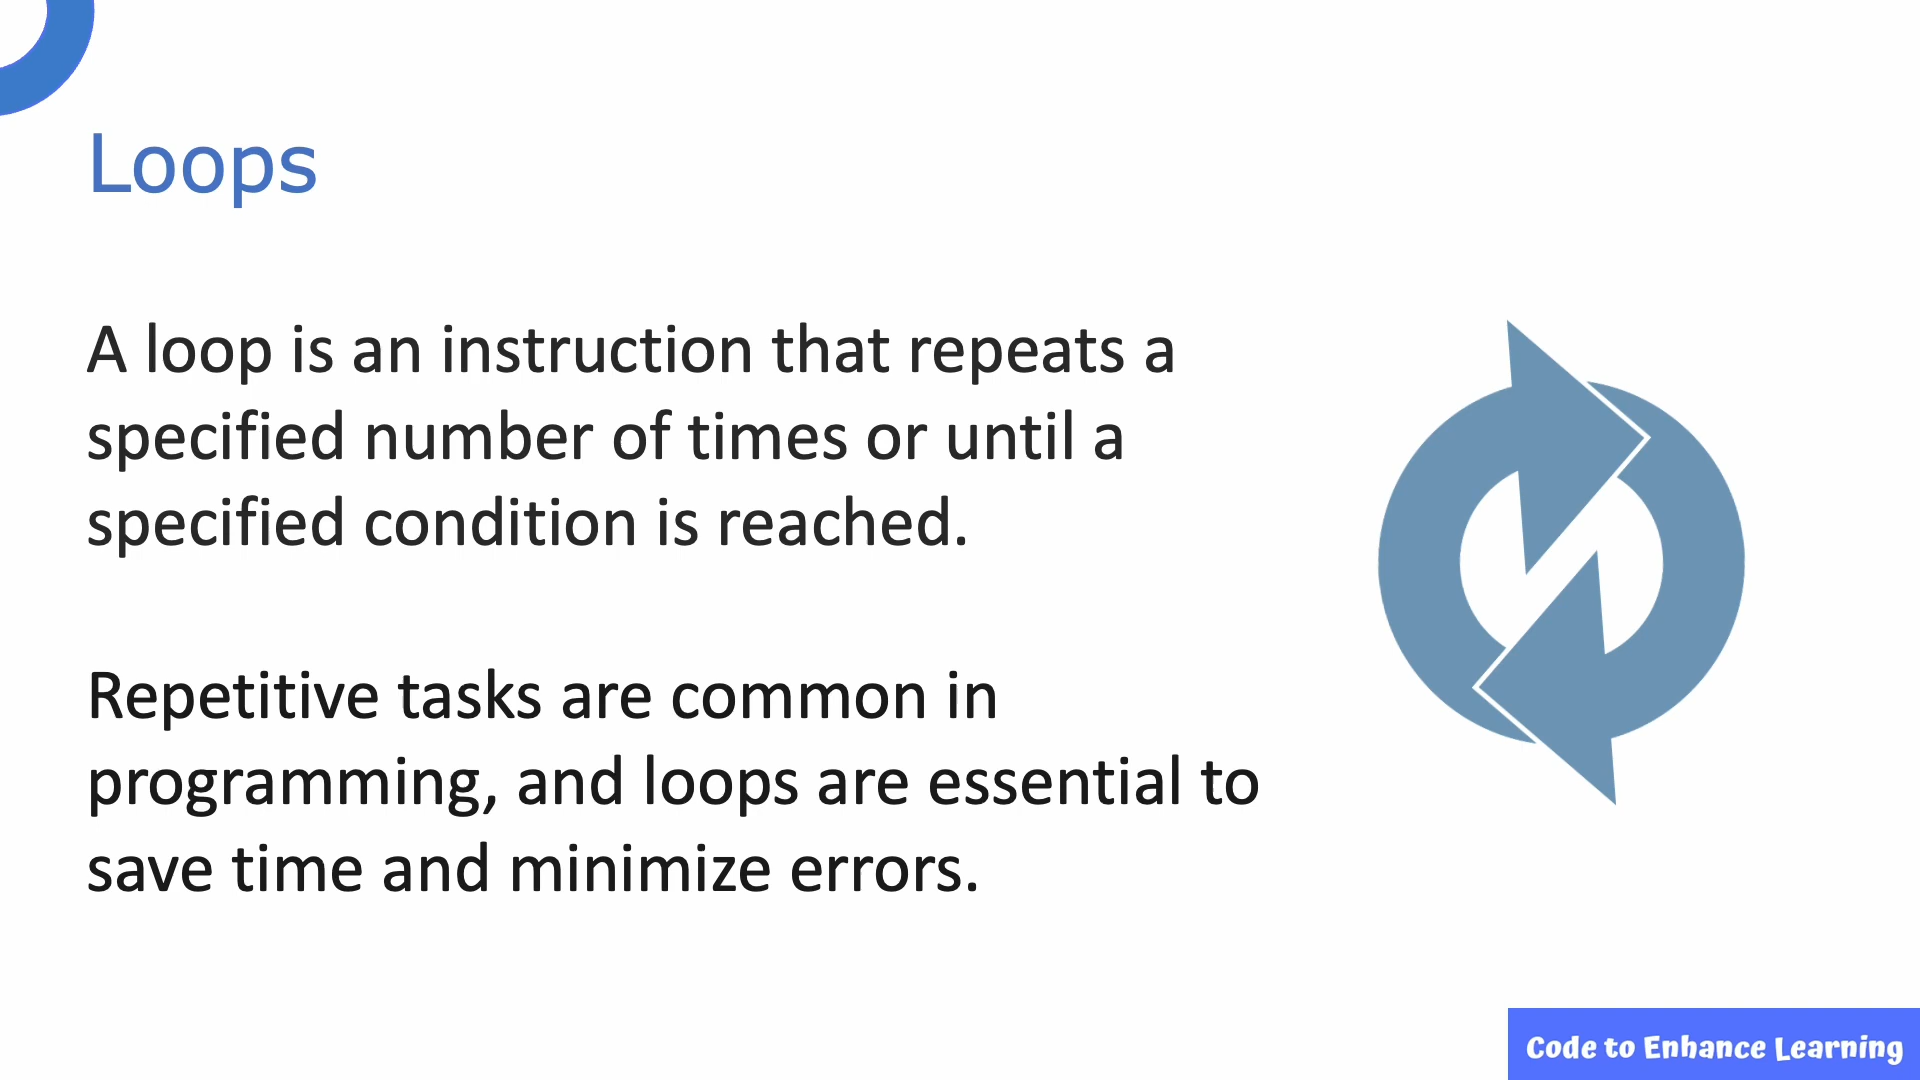 Loops
A loop is an instruction that repeats a
specified number of times or until a
specified condition is reached.
Repetitive tasks are common in
programming, and loops are essential to
save time and minimize errors.
Code to Enhance Learning